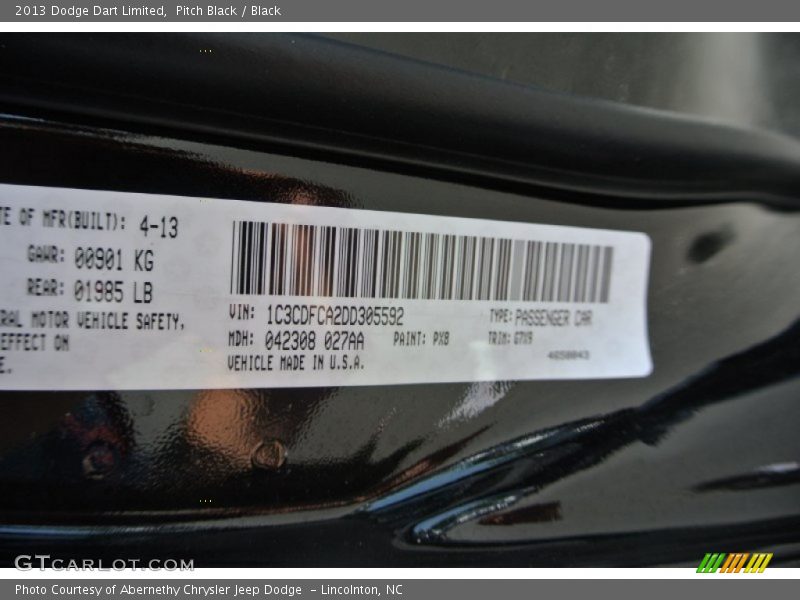 2013 Dodge Dart Limited,  Pitch Black / Black
TE OF MFR(BUILT): 4-13
GAWR: 00901 KG
REAR: 01985 LB
RAL MOTOR VEHICLE SAFETY,
EFFECT ON
E.
VIN: 1C3CDFCA2DD305592
TYPE: PASSENGER CAR
MDH: 042308 027AA
PAINT: PX8
TRIM: G7X9
VEHICLE MADE IN U.S.A.
GTCARLOT.COM
Photo Courtesy of Abernethy Chrysler Jeep Dodge  – Lincolnton, NC